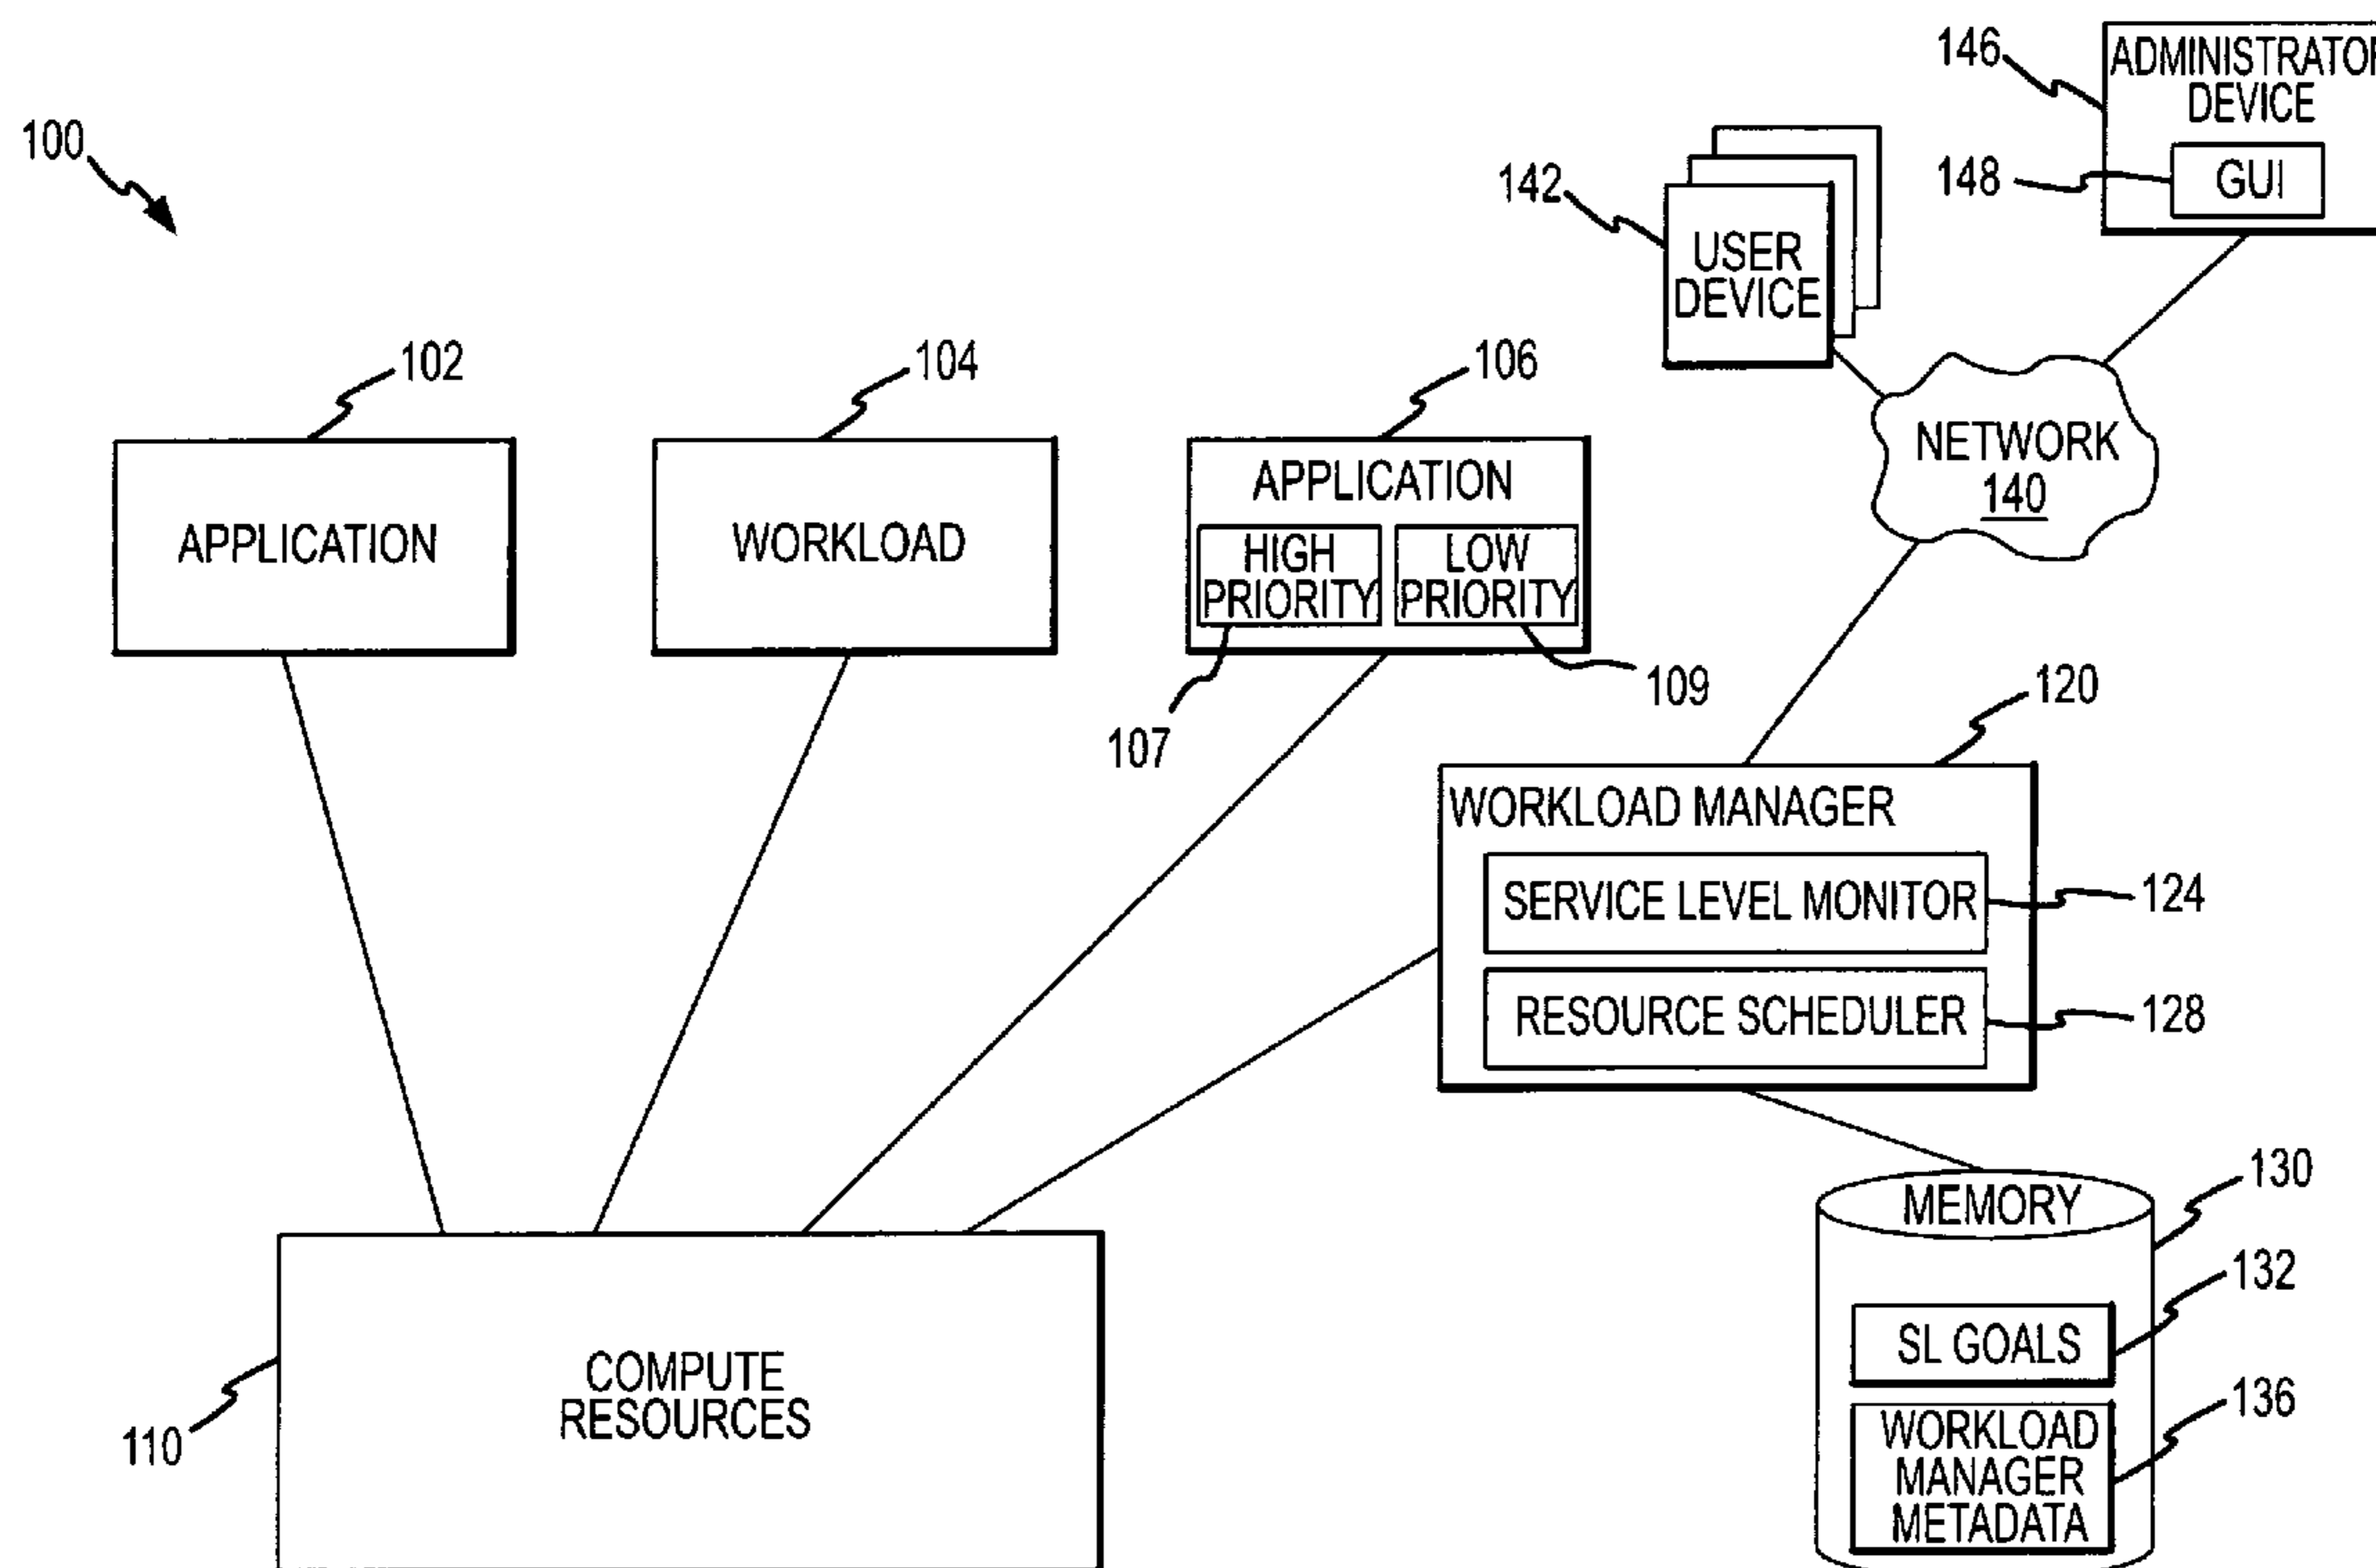 146
ADMINISTRATOR
DEVICE
148
GUI
100
142
USER
DEVICE
102
104
106
APPLICATION
WORKLOAD
APPLICATION
HIGH
PRIORITY
LOW
PRIORITY
107
109
NETWORK
140
120
WORKLOAD MANAGER
SERVICE LEVEL MONITOR
124
RESOURCE SCHEDULER
128
MEMORY
130
SL GOALS
132
WORKLOAD
MANAGER
METADATA
136
COMPUTE
RESOURCES
110